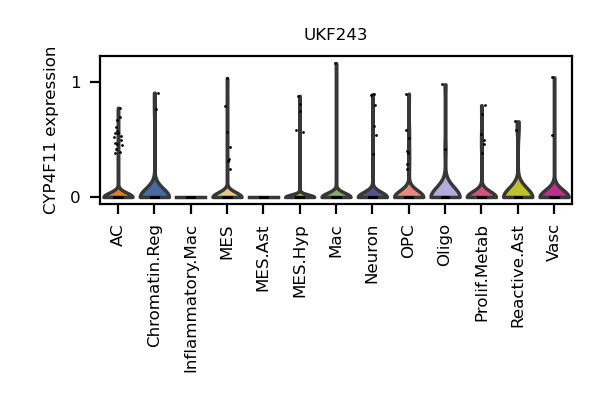 UKF243
CYP4F11 expression
1
0
AC
Chromatin.Reg
Inflammatory.Mac
MES
MES.Ast
MES.Hyp
Mac
Neuron
OPC
Oligo
Prolif.Metab
Reactive.Ast
Vasc